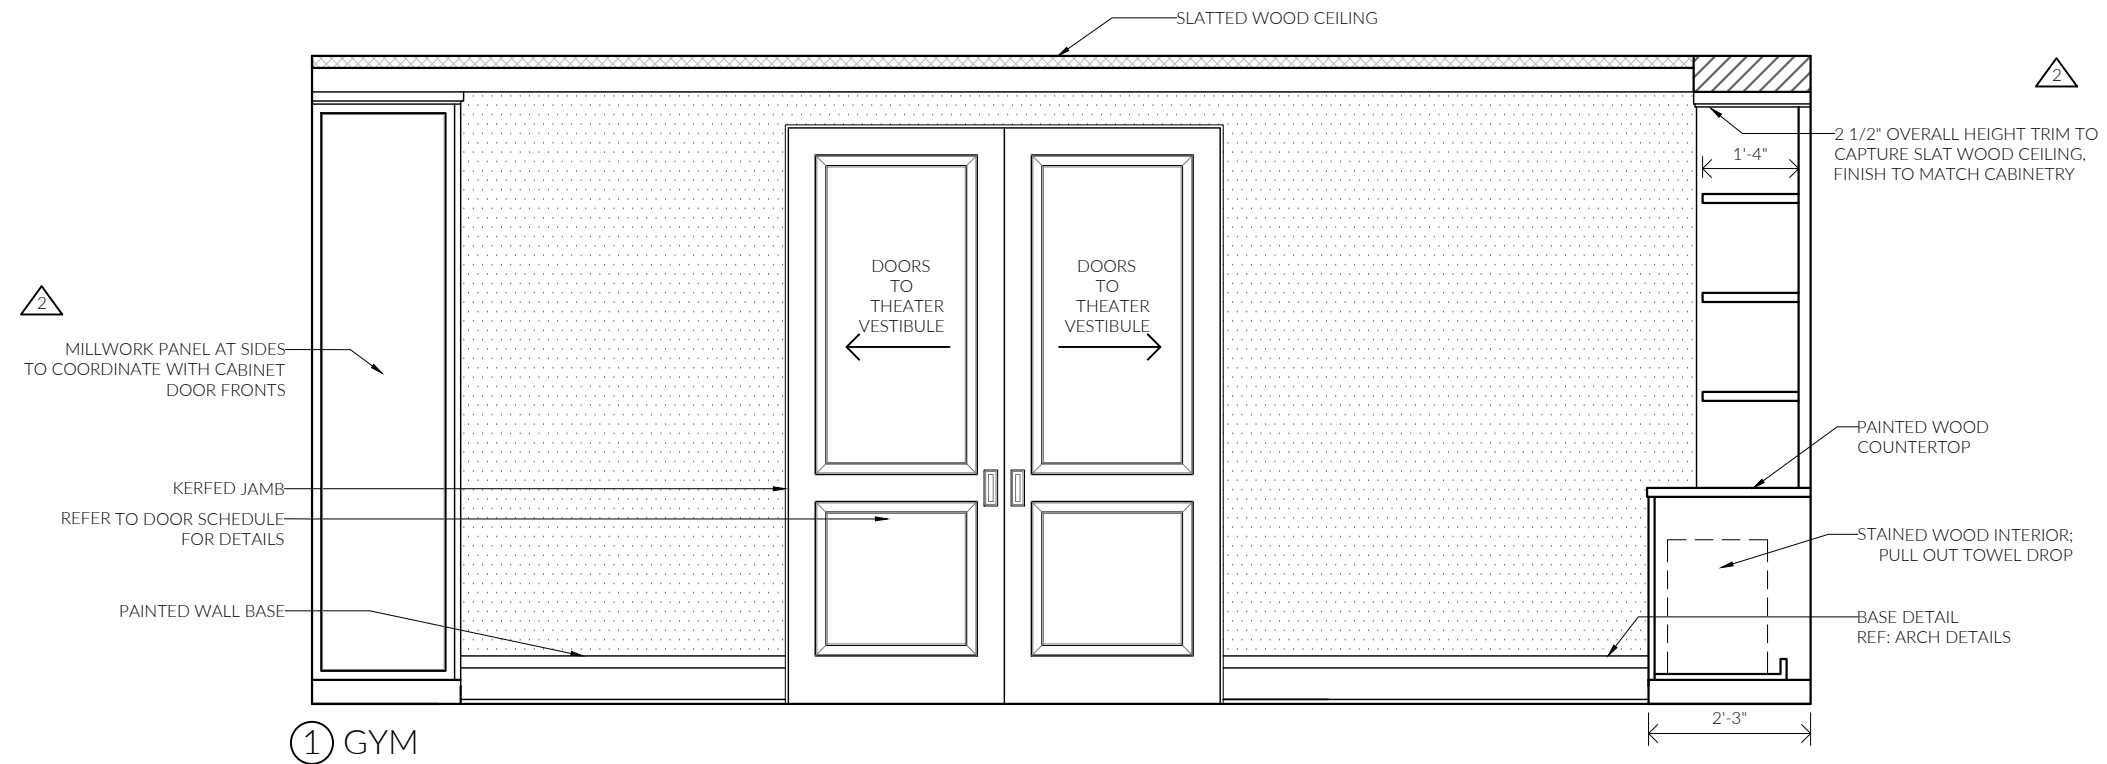 SLATTED WOOD CEILING
2
2 1/2" OVERALL HEIGHT TRIM TO
CAPTURE SLAT WOOD CEILING,
FINISH TO MATCH CABINETRY
1'-4"
DOORS
TO
THEATER
VESTIBULE
DOORS
TO
THEATER
VESTIBULE
2
MILLWORK PANEL AT SIDES
TO COORDINATE WITH CABINET
DOOR FRONTS
PAINTED WOOD
COUNTERTOP
KERFED JAMB
REFER TO DOOR SCHEDULE
FOR DETAILS
STAINED WOOD INTERIOR;
PULL OUT TOWEL DROP
PAINTED WALL BASE
BASE DETAIL
REF: ARCH DETAILS
2'-3"
1 GYM